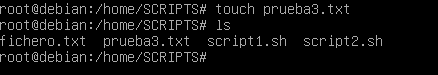 root@debian:/home/SCRIPTS# touch prueba3.txt
root@debian:/home/SCRIPTS# ls
fichero.txt  prueba3.txt  script1.sh  script2.sh
root@debian:/home/SCRIPTS#